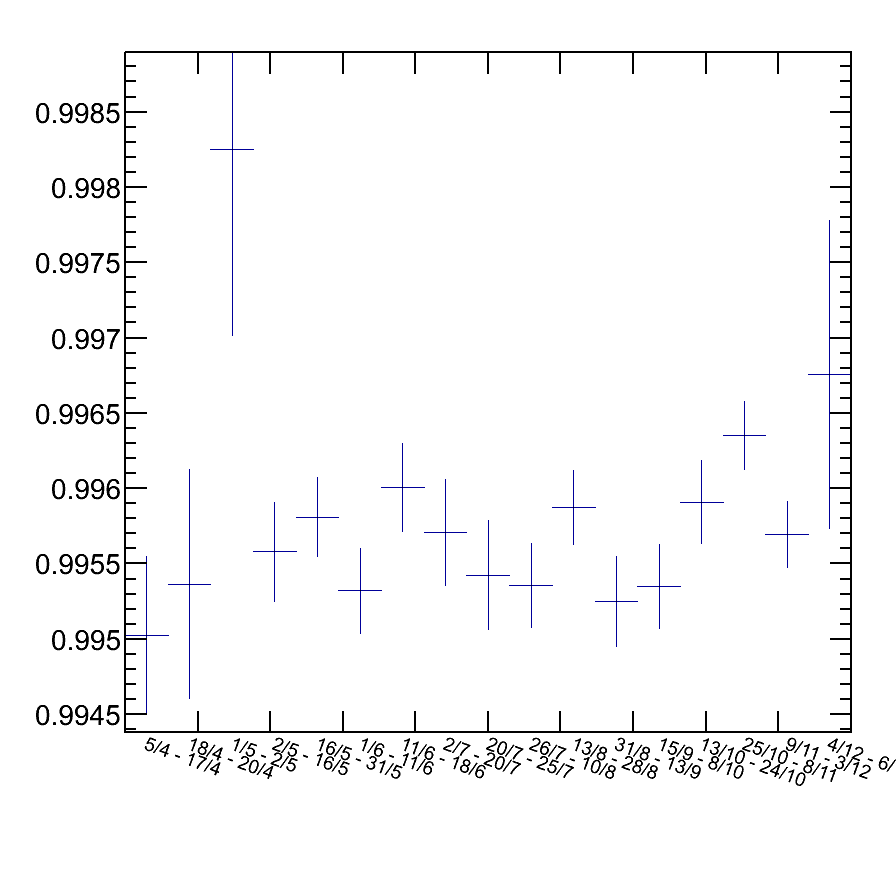 0.9985
0.998
0.9975
0.997
0.9965
0.996
0.9955
0.995
0.9945
5/4 - 17/4
18/4 - 20/4
1/5 - 2/5
2/5 - 16/5
16/5 - 31/5
1/6 - 11/6
11/6 - 18/6
2/7 - 20/7
20/7 - 25/7
26/7 - 10/8
13/8 - 28/8
31/8 - 13/9
15/9 - 8/10
13/10 - 24/10
25/10 - 8/11
9/11 - 3/12
4/12 - 6/